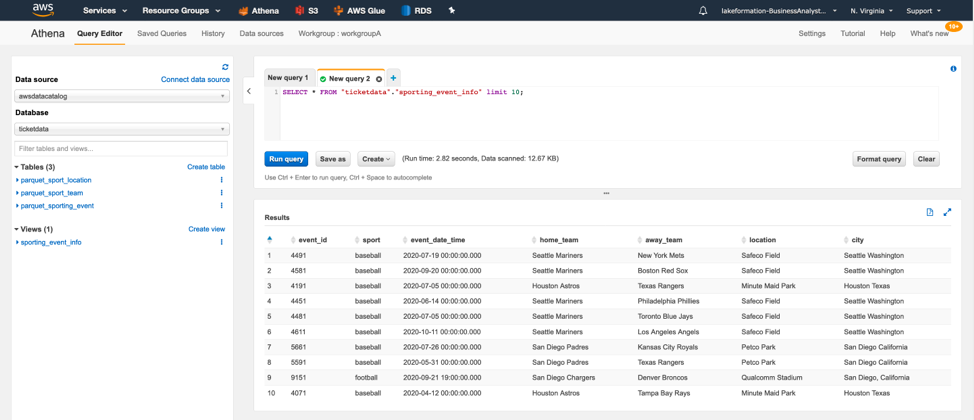 aws Services Resource Groups Athena S3 AWS Glue RDS lakeformation-BusinessAnalyst... N. Virginia Support
Athena Query Editor Saved Queries History Data sources Workgroup : workgroupA Settings Tutorial Help What's new 10+
Data source Connect data source
awsdatacatalog
Database
ticketdata
Filter tables and views...
Tables (3) Create table
parquet_sport_location
parquet_sport_team
parquet_sporting_event
Views (1) Create view
sporting_event_info
New query 1 New query 2 +
1 SELECT * FROM "ticketdata"."sporting_event_info" limit 10;
Run query Save as Create (Run time: 2.82 seconds, Data scanned: 12.67 KB) Format query Clear
Use Ctrl + Enter to run query, Ctrl + Space to autocomplete
Results
event_id sport event_date_time home_team away_team location city
1 4491 baseball 2020-07-19 00:00:00.000 Seattle Mariners New York Mets Safeco Field Seattle Washington
2 4581 baseball 2020-09-20 00:00:00.000 Seattle Mariners Boston Red Sox Safeco Field Seattle Washington
3 4191 baseball 2020-07-05 00:00:00.000 Houston Astros Texas Rangers Minute Maid Park Houston Texas
4 4451 baseball 2020-06-14 00:00:00.000 Seattle Mariners Philadelphia Phillies Safeco Field Seattle Washington
5 4481 baseball 2020-07-05 00:00:00.000 Seattle Mariners Toronto Blue Jays Safeco Field Seattle Washington
6 4611 baseball 2020-10-11 00:00:00.000 Seattle Mariners Los Angeles Angels Safeco Field Seattle Washington
7 5661 baseball 2020-07-26 00:00:00.000 San Diego Padres Kansas City Royals Petco Park San Diego California
8 5591 baseball 2020-05-31 00:00:00.000 San Diego Padres Texas Rangers Petco Park San Diego California
9 9151 football 2020-09-21 19:00:00.000 San Diego Chargers Denver Broncos Qualcomm Stadium San Diego, California
10 4071 baseball 2020-04-12 00:00:00.000 Houston Astros Tampa Bay Rays Minute Maid Park Houston Texas